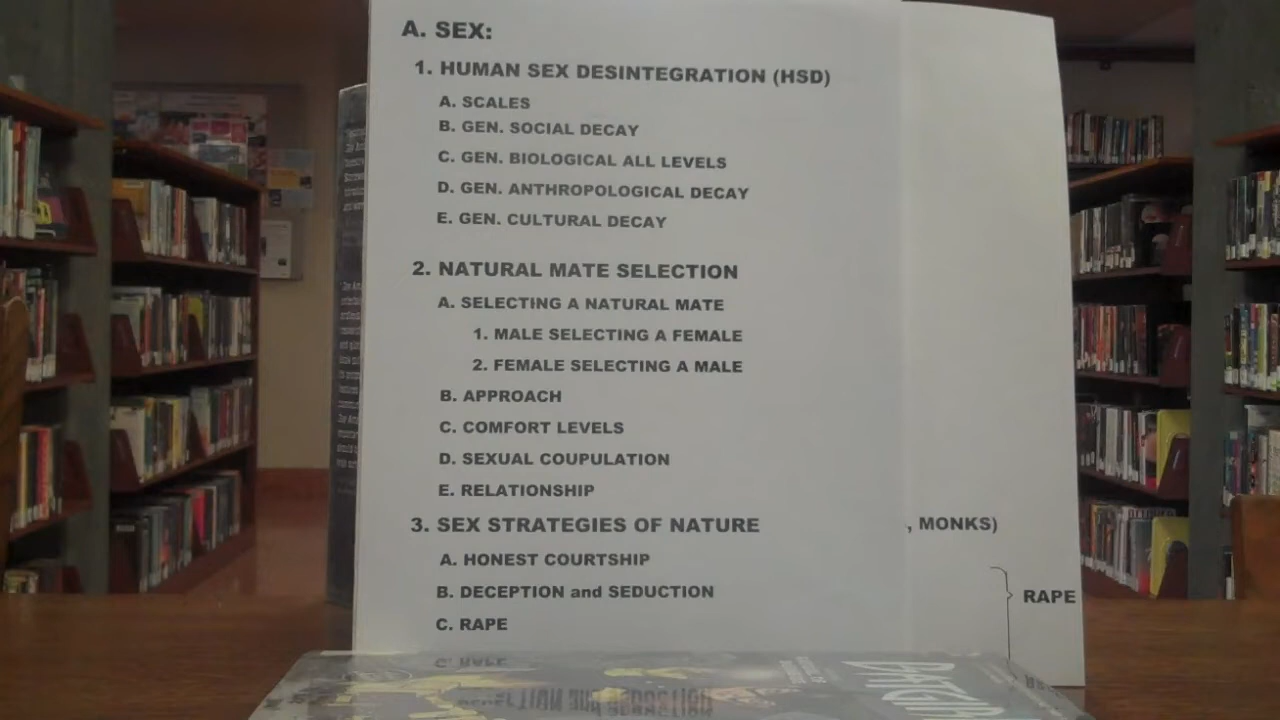 A. SEX:
1. HUMAN SEX DESINTEGRATION (HSD)
A. SCALES
B. GEN. SOCIAL DECAY
C. GEN. BIOLOGICAL ALL LEVELS
D. GEN. ANTHROPOLOGICAL DECAY
E. GEN. CULTURAL DECAY
2. NATURAL MATE SELECTION
A. SELECTING A NATURAL MATE
1. MALE SELECTING A FEMALE
2. FEMALE SELECTING A MALE
B. APPROACH
C. COMFORT LEVELS
D. SEXUAL COUPULATION
E. RELATIONSHIP
3. SEX STRATEGIES OF NATURE
, MONKS)
A. HONEST COURTSHIP
B. DECEPTION and SEDUCTION
RAPE
C. RAPE